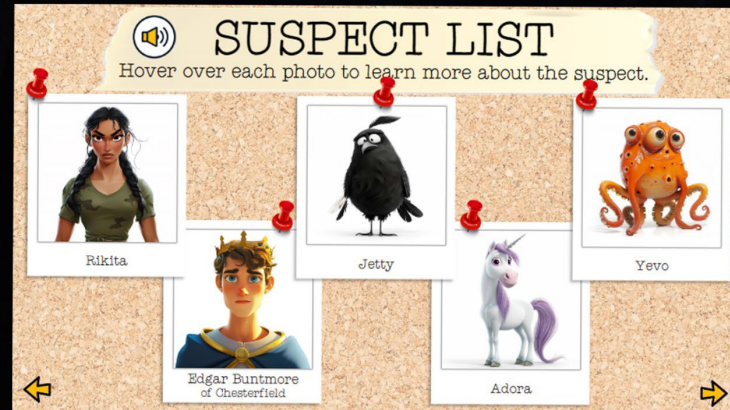 SUSPECT LIST
Hover over each photo to learn more about the suspect.
Rikita
Jetty
Yevo
Edgar Buntmore
of Chesterfield
Adora